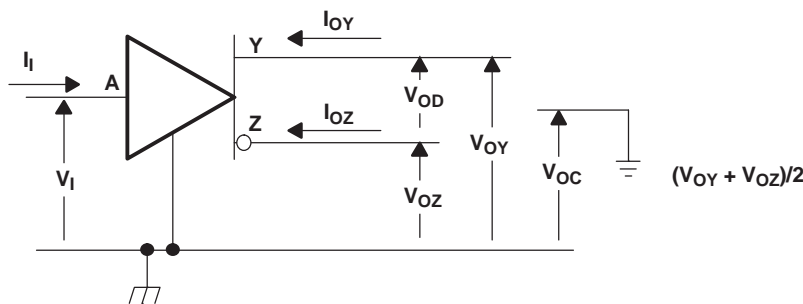 I_OY
I_I
A
Y
V_OD
Z
I_OZ
V_OY
V_I
V_OZ
V_OC
(V_OY + V_OZ)/2